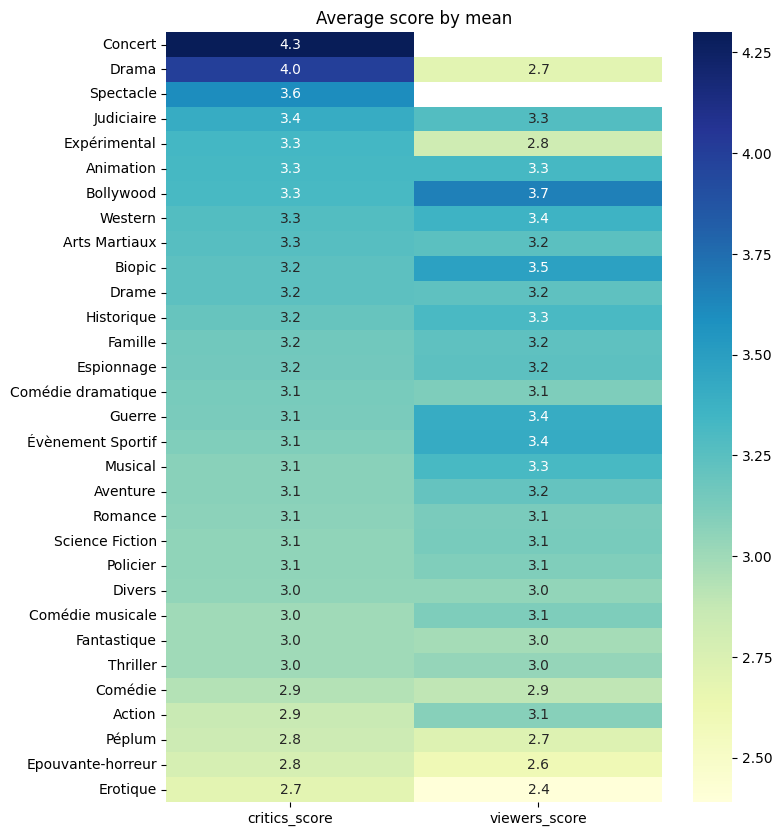 Average score by mean
Concert 4.3 4.25
Drama 4.0 2.7
Spectacle 3.6
Judiciaire 3.4 3.3
Expérimental 3.3 2.8 4.00
Animation 3.3 3.3
Bollywood 3.3 3.7
Western 3.3 3.4 3.75
Arts Martiaux 3.3 3.2
Biopic 3.2 3.5
Drame 3.2 3.2
Historique 3.2 3.3
Famille 3.2 3.2 3.50
Espionnage 3.2 3.2
Comédie dramatique 3.1 3.1
Guerre 3.1 3.4
Évènement Sportif 3.1 3.4 3.25
Musical 3.1 3.3
Aventure 3.1 3.2
Romance 3.1 3.1
Science Fiction 3.1 3.1
Policier 3.1 3.1 3.00
Divers 3.0 3.0
Comédie musicale 3.0 3.1
Fantastique 3.0 3.0
Thriller 3.0 3.0 2.75
Comédie 2.9 2.9
Action 2.9 3.1
Péplum 2.8 2.7
Epouvante-horreur 2.8 2.6 2.50
Erotique 2.7 2.4
critics_score viewers_score